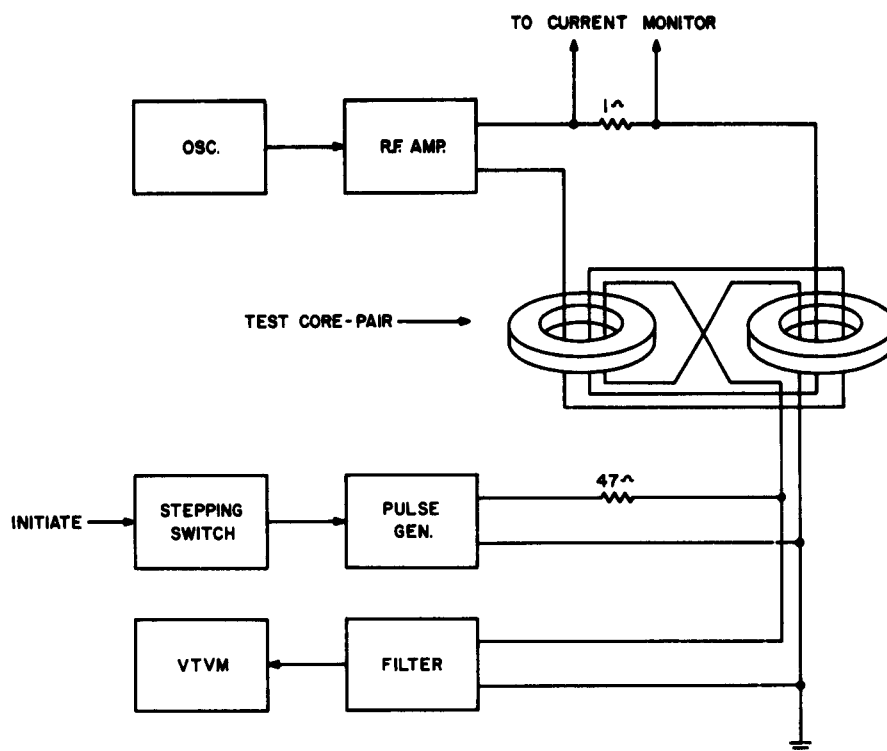 TO CURRENT MONITOR
1~
OSC.
R.F. AMP.
TEST CORE-PAIR
47~
INITIATE
STEPPING
SWITCH
PULSE
GEN.
VTVM
FILTER